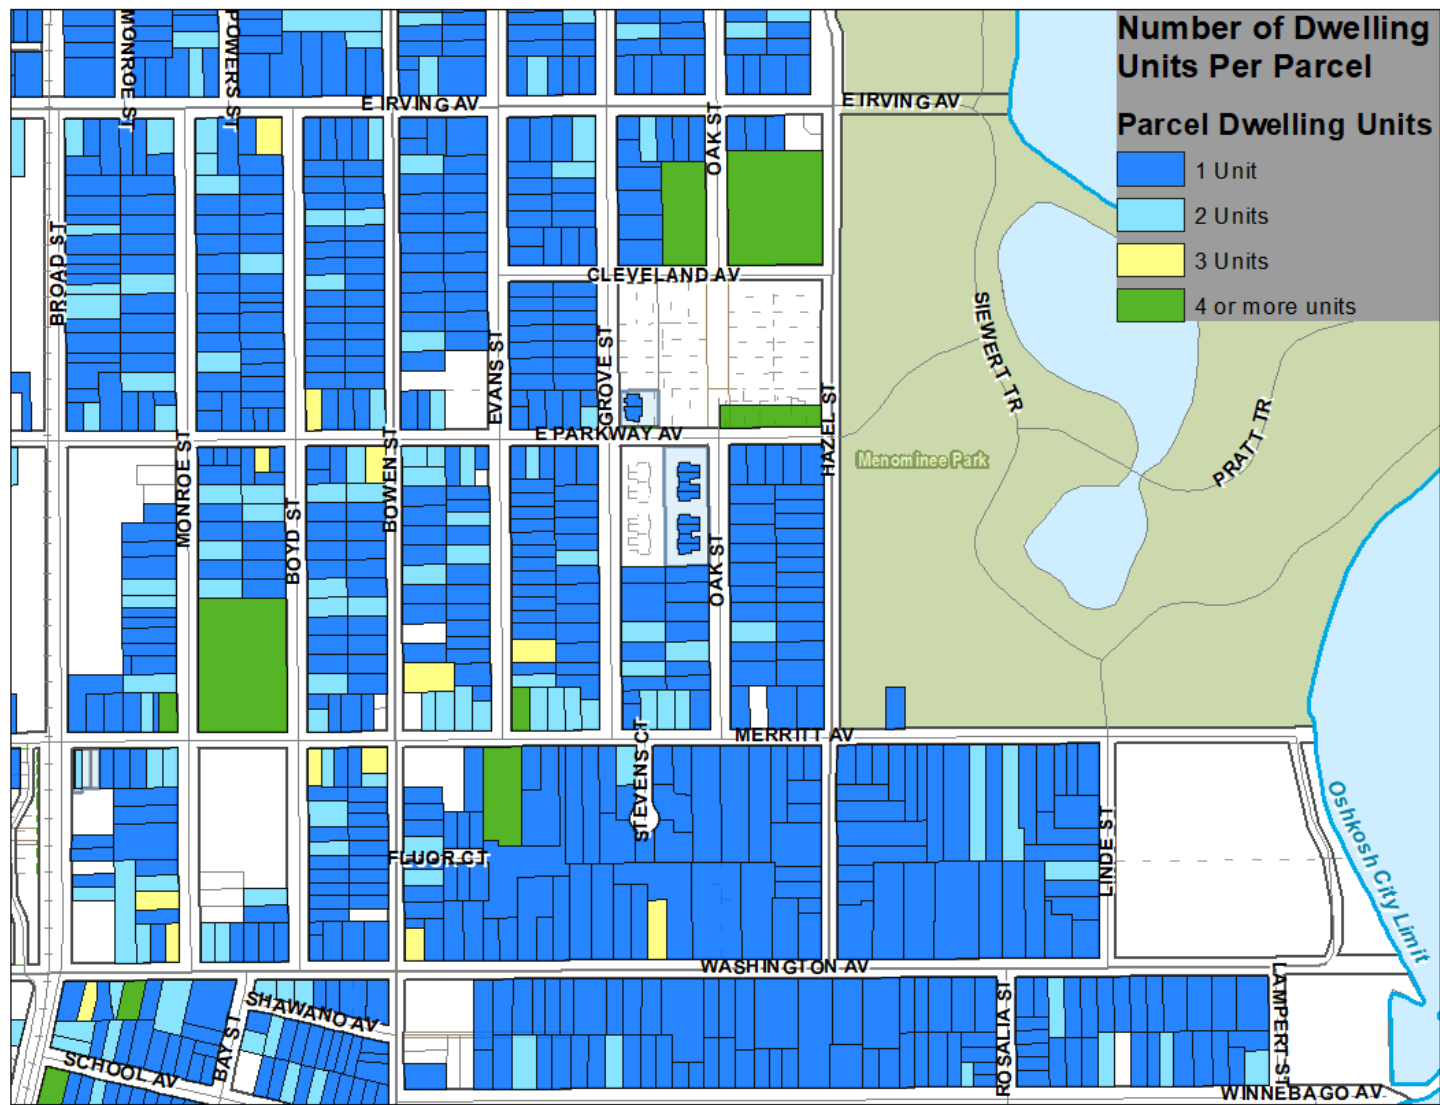 Number of Dwelling
Units Per Parcel
Parcel Dwelling Units
1 Unit
2 Units
3 Units
4 or more units
MONROE ST
POWERS ST
E IRVING AV
E IRVING AV
OAK ST
BROAD ST
CLEVELAND AV
SIEWERT TR
EVANS ST
GROVE ST
HAZEL ST
PRATT TR
E PARKWAY AV
MONROE ST
BOWEN ST
Menominee Park
BOYD ST
OAK ST
MERRITT AV
STEVENS CT
FLUOR CT
LINDE ST
Oshkosh City Limit
WASHINGTON AV
SHAWANO AV
BAY ST
SCHOOL AV
ROSALIA ST
LAMPERT ST
WINNEBAGO AV